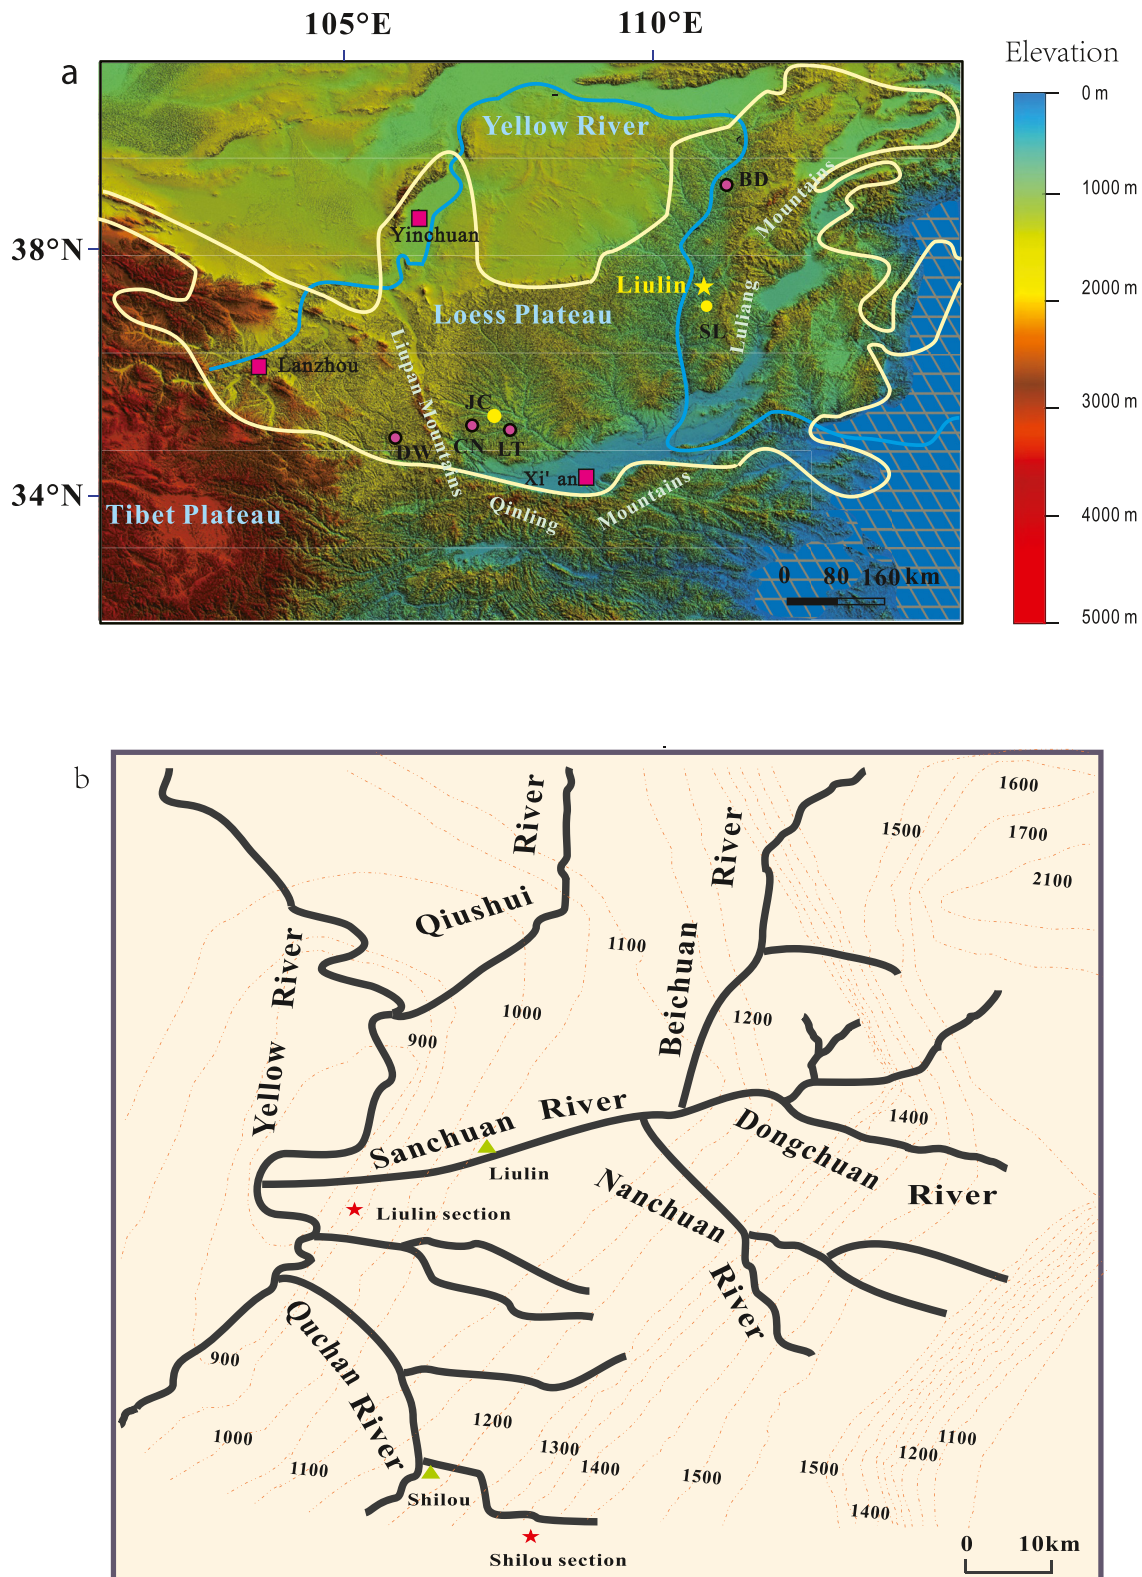 105°E
110°E
a
Elevation
0 m
1000 m
2000 m
3000 m
4000 m
5000 m
38°N
34°N
Yellow River
BD
Mountains
Yinchuan
Liulin
Loess Plateau
SL
Luliang
Lanzhou
Liupan Mountains
JC
DW
CN
LT
Xi' an
Qinling
Mountains
Tibet Plateau
0 80 160 km
b
1600
1500
1700
2100
Qiushui River
Beichuan River
Yellow River
1100
1000
900
1200
1400
Sanchuan River
Liulin
Dongchuan River
Nanchuan River
Liulin section
Quchan River
900
1000
1100
1200
1300
1400
1500
1500
1400
1200
1100
Shilou
Shilou section
0 10km